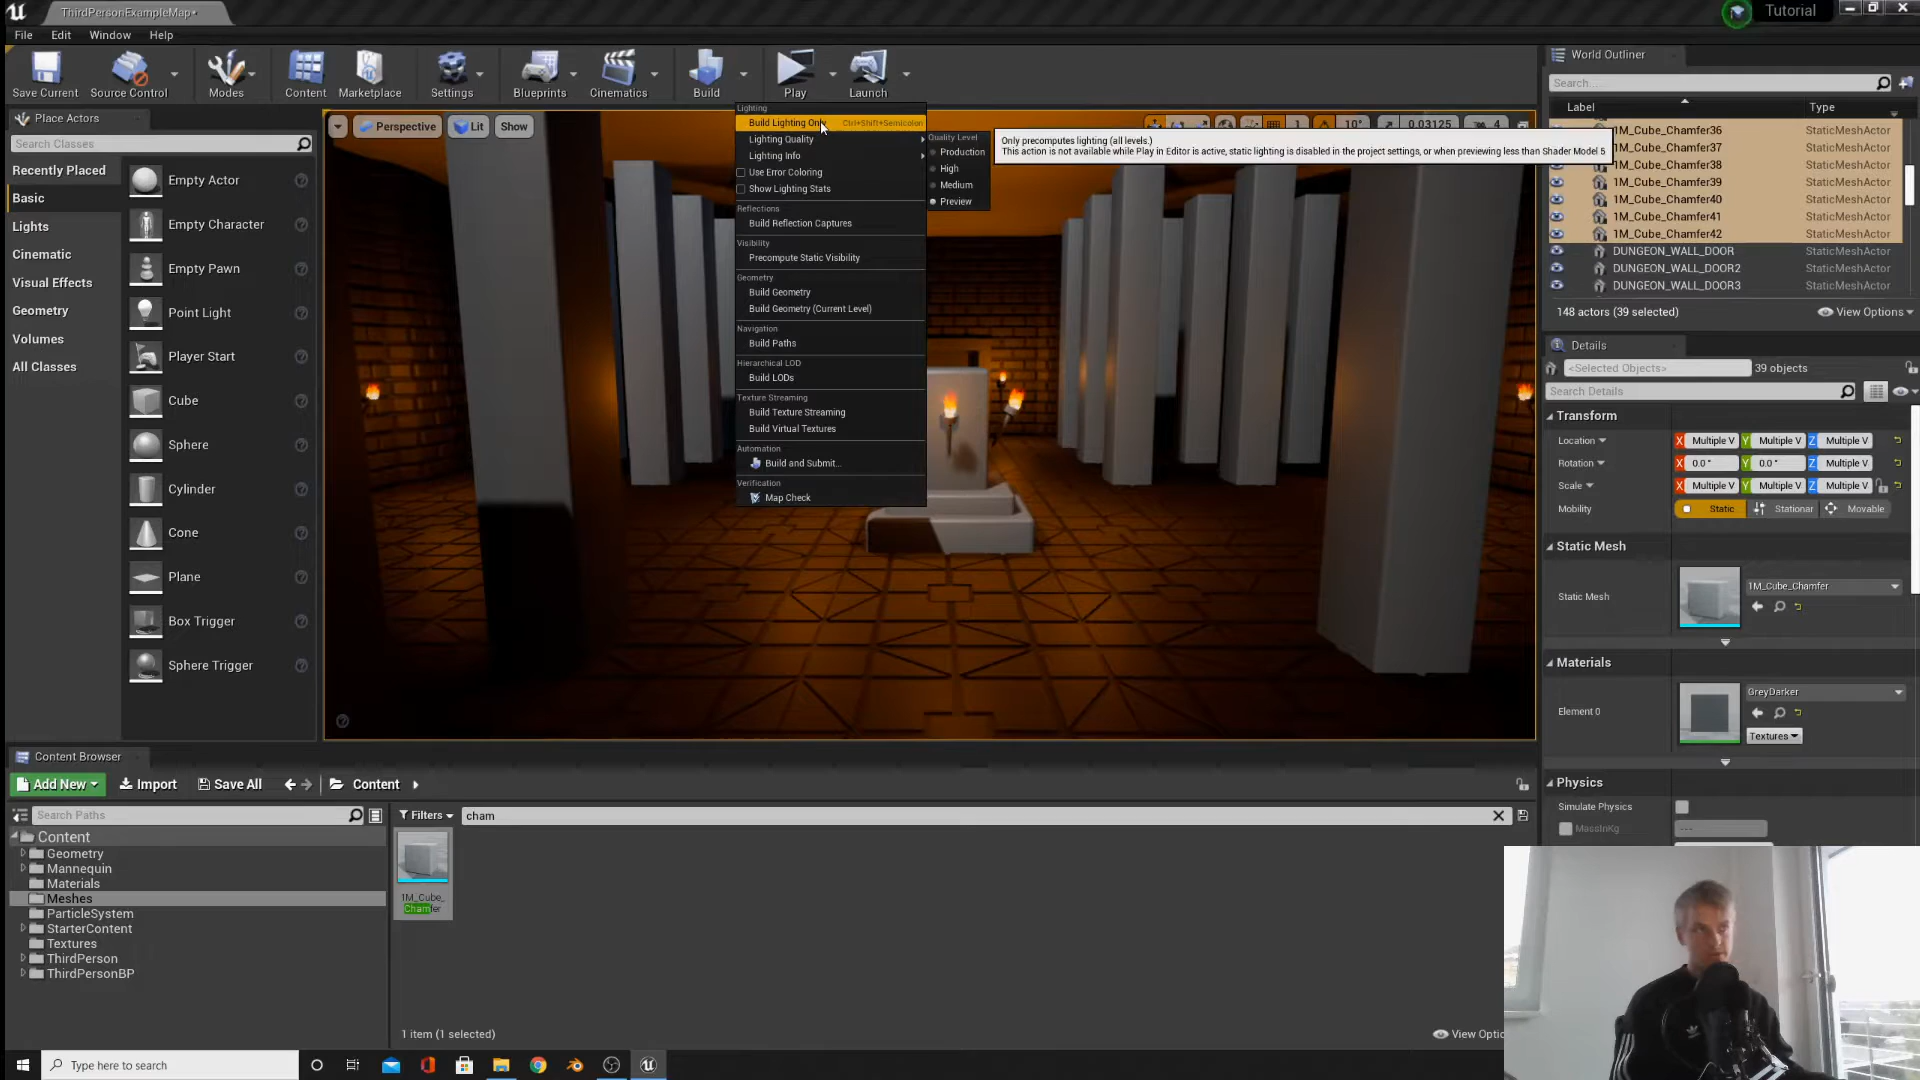 ThirdPersonExampleMap•
Tutorial
File Edit Window Help
Save Current
Source Control
Modes
Content
Marketplace
Settings
Blueprints
Cinematics
Build
Play
Launch
Place Actors
Search Classes
Recently Placed
Basic
Lights
Cinematic
Visual Effects
Geometry
Volumes
All Classes
Empty Actor
Empty Character
Empty Pawn
Point Light
Player Start
Cube
Sphere
Cylinder
Cone
Plane
Box Trigger
Sphere Trigger
Perspective
Lit
Show
1
10°
0.03125
4
Lighting
Build Lighting Only Ctrl+Shift+Semicolon
Lighting Quality
Lighting Info
Use Error Coloring
Show Lighting Stats
Reflections
Build Reflection Captures
Visibility
Precompute Static Visibility
Geometry
Build Geometry
Build Geometry (Current Level)
Navigation
Build Paths
Hierarchical LOD
Build LODs
Texture Streaming
Build Texture Streaming
Build Virtual Textures
Automation
Build and Submit...
Verification
Map Check
Quality Level
Production
High
Medium
Preview
Only precomputes lighting (all levels.)
This action is not available while Play in Editor is active, static lighting is disabled in the project settings, or when previewing less than Shader Model 5
World Outliner
Search...
Label Type
1M_Cube_Chamfer36 StaticMeshActor
1M_Cube_Chamfer37 StaticMeshActor
1M_Cube_Chamfer38 StaticMeshActor
1M_Cube_Chamfer39 StaticMeshActor
1M_Cube_Chamfer40 StaticMeshActor
1M_Cube_Chamfer41 StaticMeshActor
1M_Cube_Chamfer42 StaticMeshActor
DUNGEON_WALL_DOOR StaticMeshActor
DUNGEON_WALL_DOOR2 StaticMeshActor
DUNGEON_WALL_DOOR3 StaticMeshActor
148 actors (39 selected)
View Options
Details
<Selected Objects> 39 objects
Search Details
Transform
Location X Multiple V Y Multiple V Z Multiple V
Rotation X 0.0 ° Y 0.0 ° Z Multiple V
Scale X Multiple V Y Multiple V Z Multiple V
Mobility Static Stationar Movable
Static Mesh
Static Mesh
1M_Cube_Chamfer
Materials
Element 0
GreyDarker
Textures
Physics
Simulate Physics
MassInKg ---
Content Browser
Add New Import Save All Content
Search Paths
Filters cham
Content
Geometry
Mannequin
Materials
Meshes
ParticleSystem
StarterContent
Textures
ThirdPerson
ThirdPersonBP
1M_Cube_
Chamfer
1 item (1 selected)
View Optio
Type here to search